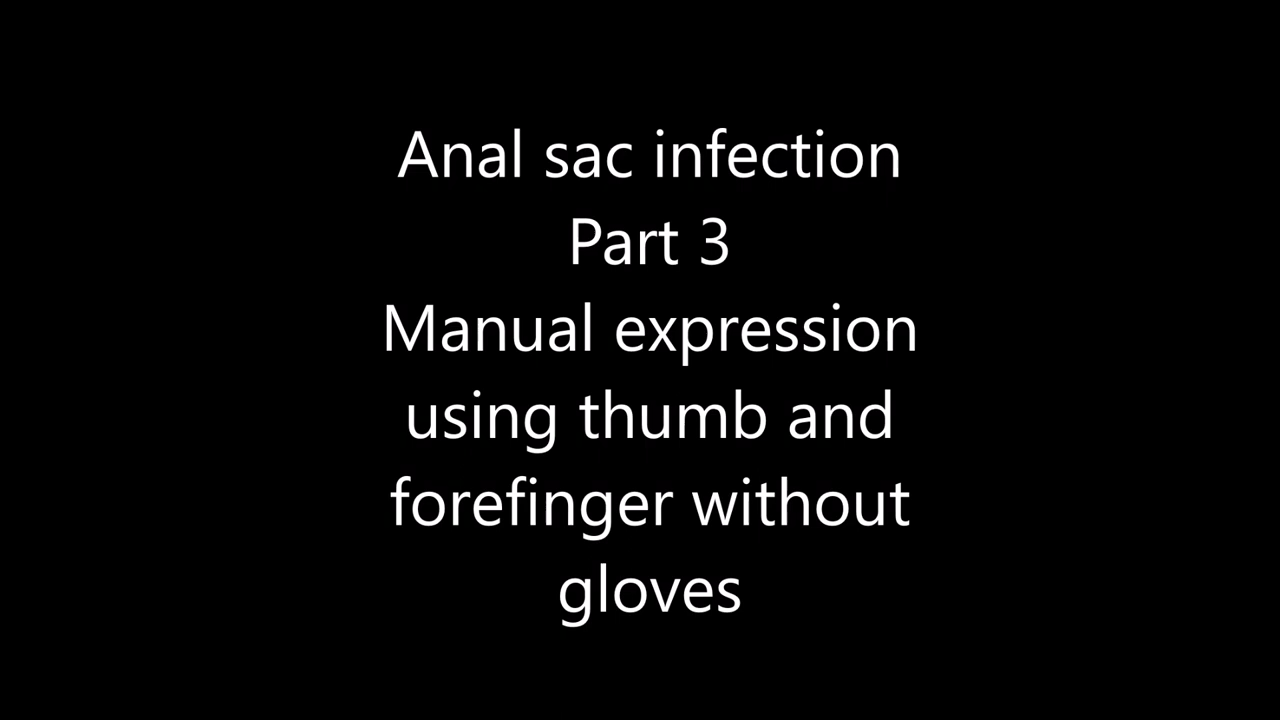 Anal sac infection
Part 3
Manual expression
using thumb and
forefinger without
gloves